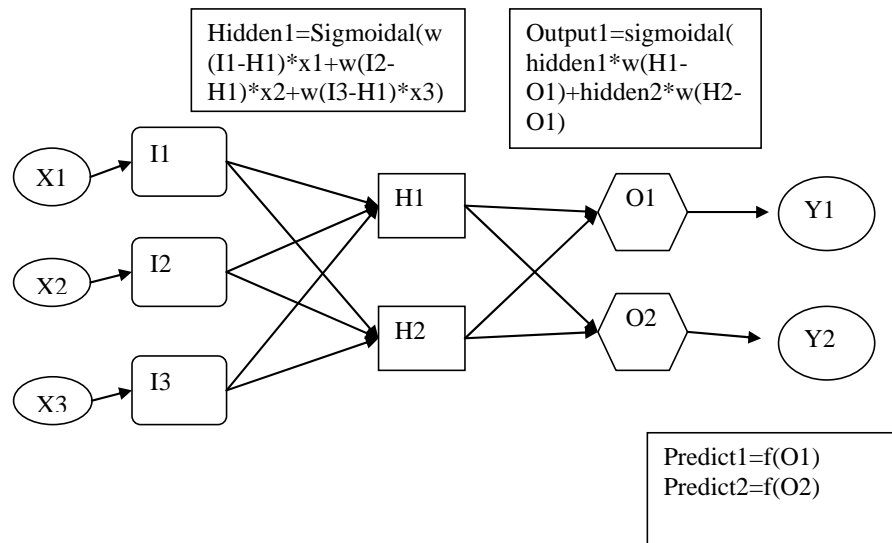 Hidden1=Sigmoidal(w
(I1-H1)*x1+w(I2-
H1)*x2+w(I3-H1)*x3)
Output1=sigmoidal(
hidden1*w(H1-
O1)+hidden2*w(H2-
O1)
X1
I1
H1
O1
Y1
X2
I2
H2
O2
Y2
X3
I3
Predict1=f(O1)
Predict2=f(O2)